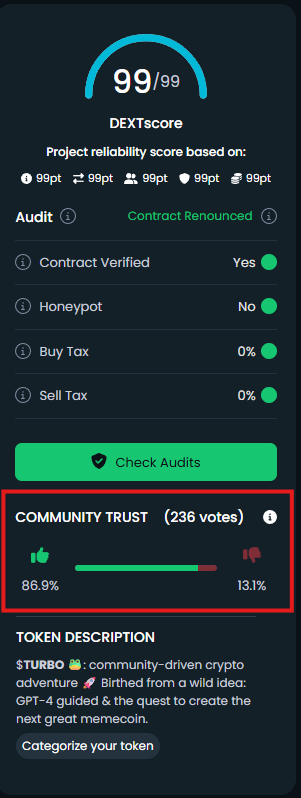 99/99
DEXTscore
Project reliability score based on:
99pt 99pt 99pt 99pt 99pt
Audit Contract Renounced
Contract Verified Yes
Honeypot No
Buy Tax 0%
Sell Tax 0%
Check Audits
COMMUNITY TRUST (236 votes)
86.9% 13.1%
TOKEN DESCRIPTION
$TURBO 🐸: community-driven crypto
adventure 🚀 Birthed from a wild idea:
GPT-4 guided & the quest to create the
next great memecoin.
Categorize your token